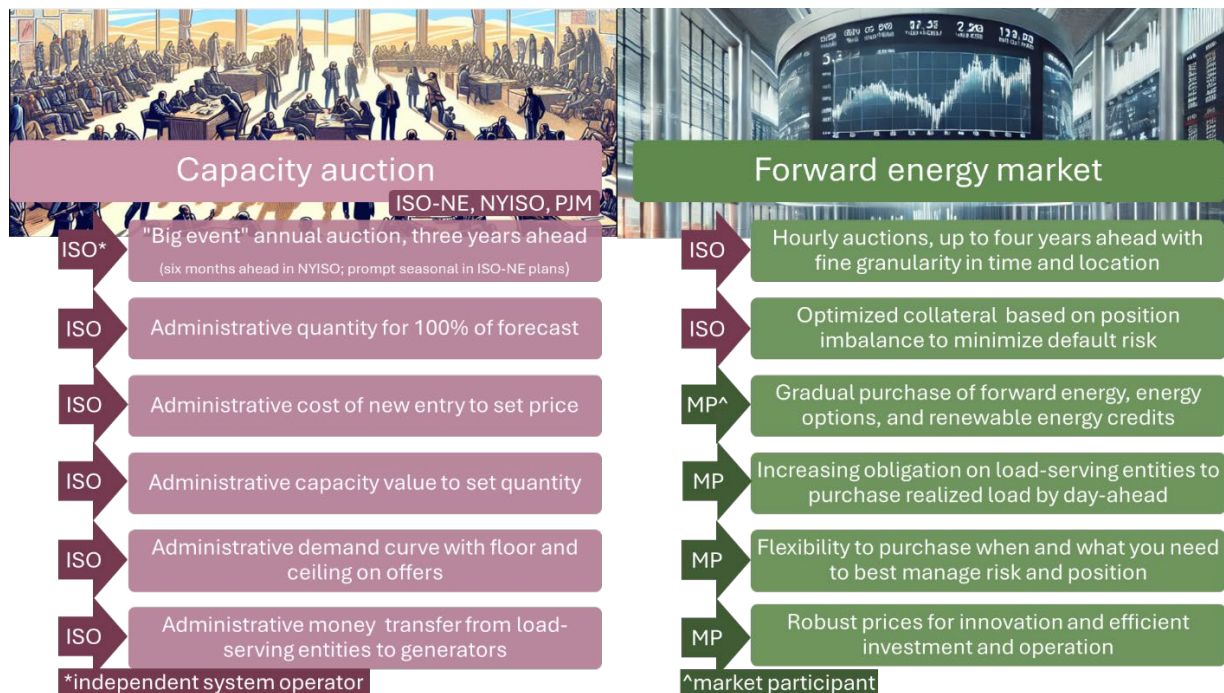 97.53
2.20
Capacity auction
ISO-NE, NYISO, PJM
ISO*
"Big event" annual auction, three years ahead
(six months ahead in NYISO; prompt seasonal in ISO-NE plans)
ISO
Administrative quantity for 100% of forecast
ISO
Administrative cost of new entry to set price
ISO
Administrative capacity value to set quantity
ISO
Administrative demand curve with floor and
ceiling on offers
ISO
Administrative money transfer from load-
serving entities to generators
*independent system operator
Forward energy market
ISO
Hourly auctions, up to four years ahead with
fine granularity in time and location
ISO
Optimized collateral based on position
imbalance to minimize default risk
MP^
Gradual purchase of forward energy, energy
options, and renewable energy credits
MP
Increasing obligation on load-serving entities to
purchase realized load by day-ahead
MP
Flexibility to purchase when and what you need
to best manage risk and position
MP
Robust prices for innovation and efficient
investment and operation
^market participant